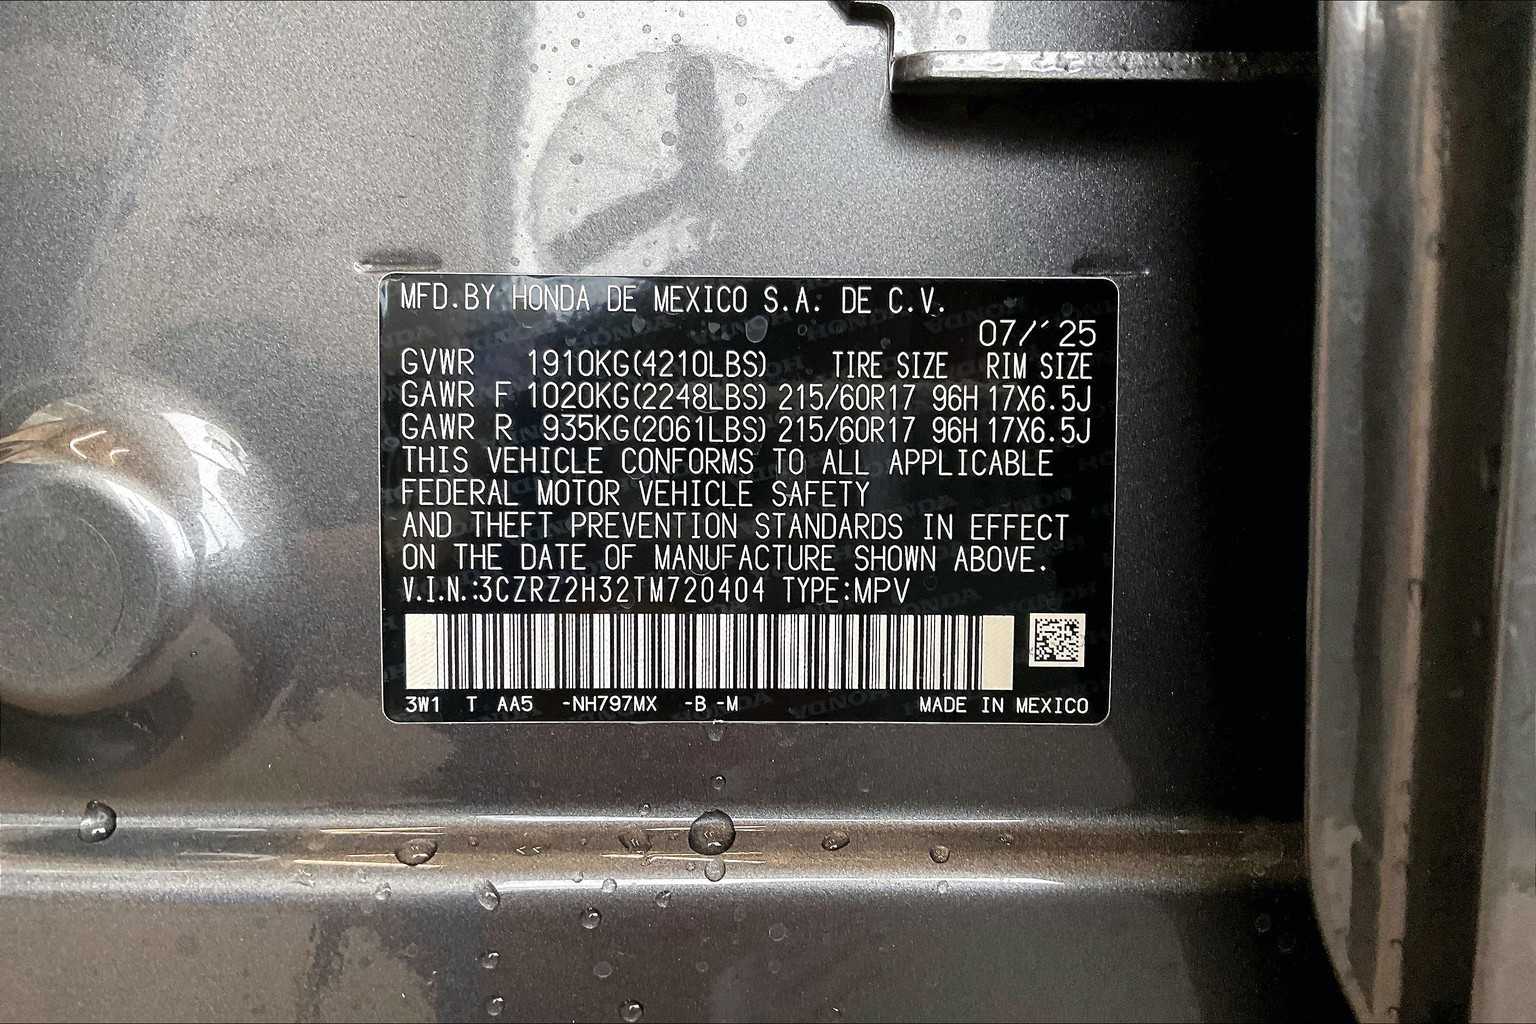 MFD.BY HONDA DE MEXICO S.A. DE C.V.
07/´25
GVWR 1910KG(4210LBS) TIRE SIZE RIM SIZE
GAWR F 1020KG(2248LBS) 215/60R17 96H 17X6.5J
GAWR R 935KG(2061LBS) 215/60R17 96H 17X6.5J
THIS VEHICLE CONFORMS TO ALL APPLICABLE
FEDERAL MOTOR VEHICLE SAFETY
AND THEFT PREVENTION STANDARDS IN EFFECT
ON THE DATE OF MANUFACTURE SHOWN ABOVE.
V.I.N.:3CZRZ2H32TM720404 TYPE:MPV
3W1 T AA5 -NH797MX -B -M MADE IN MEXICO